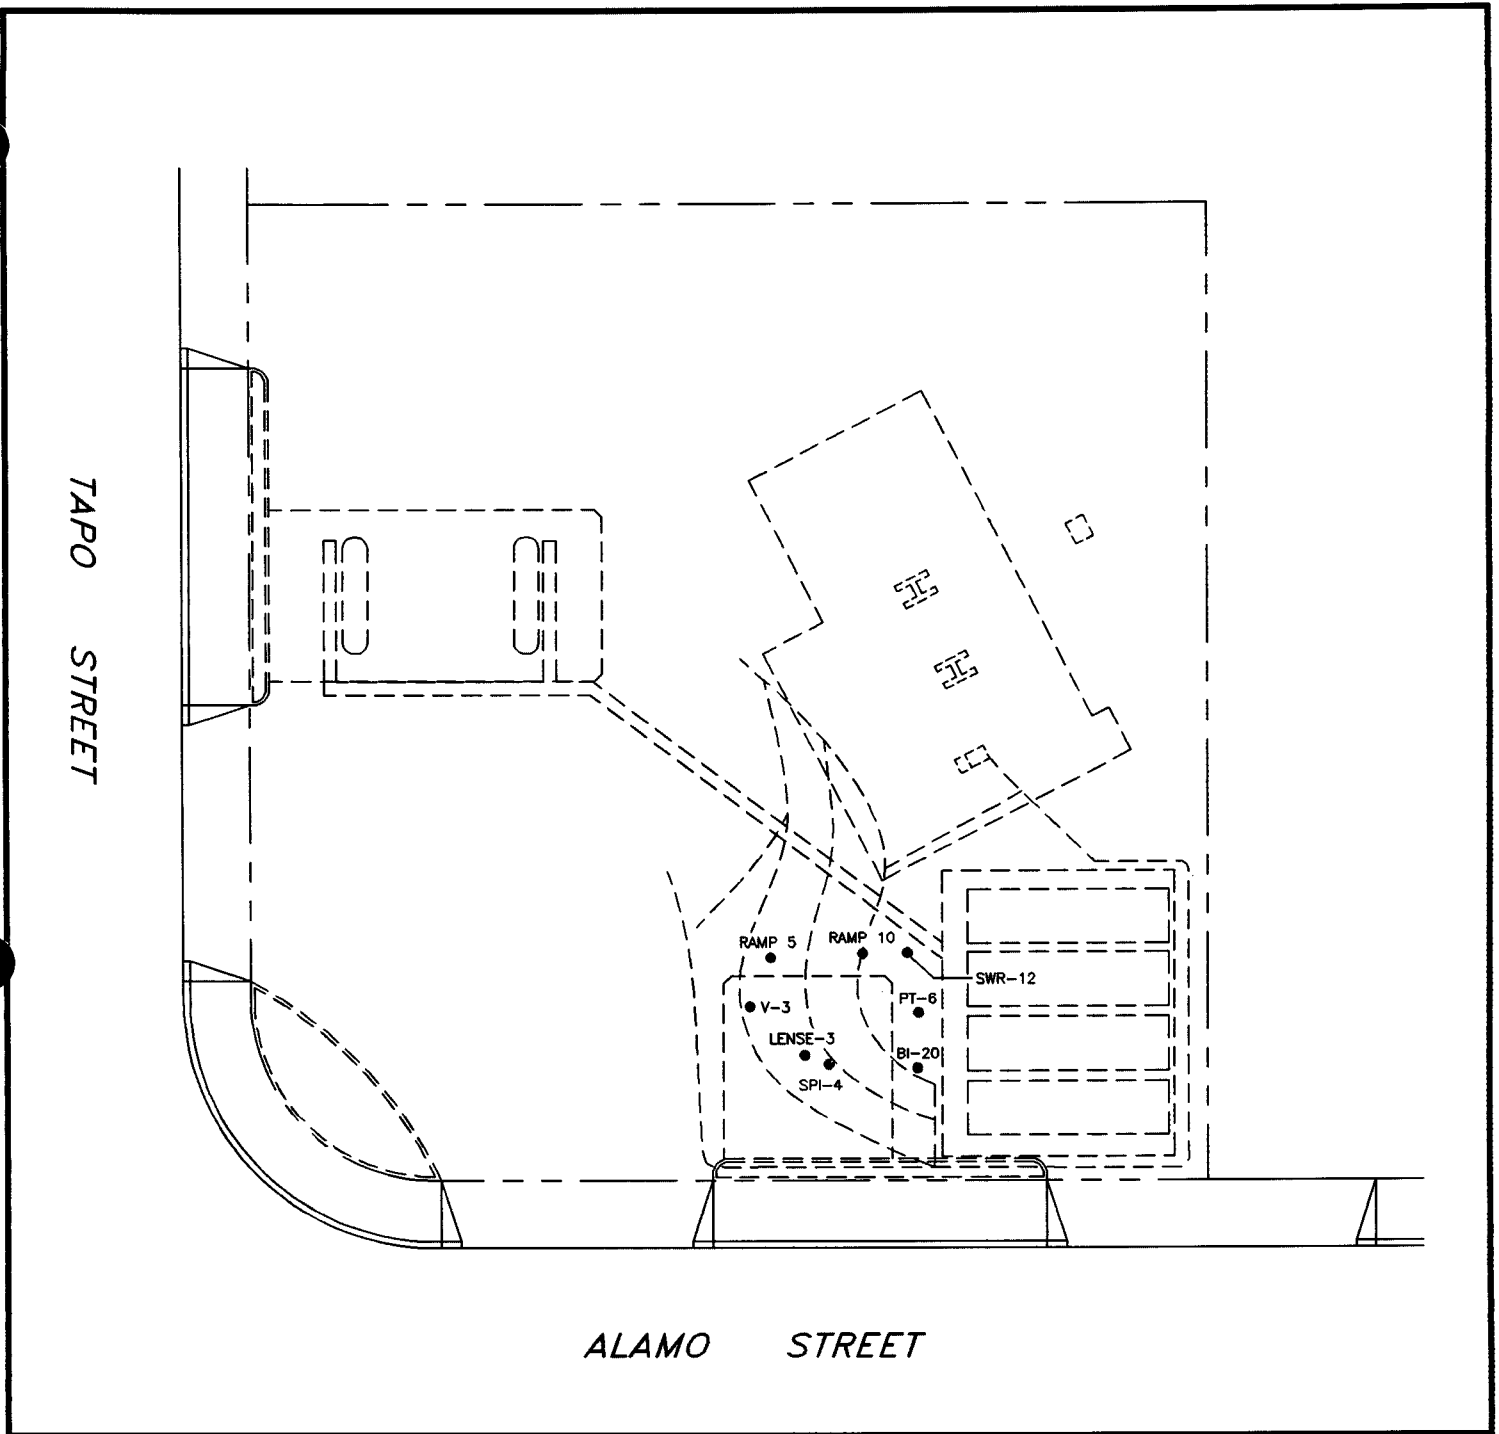 TAPO STREET
RAMP 5
RAMP 10
SWR-12
V-3
PT-6
LENSE-3
BI-20
SPI-4
ALAMO STREET